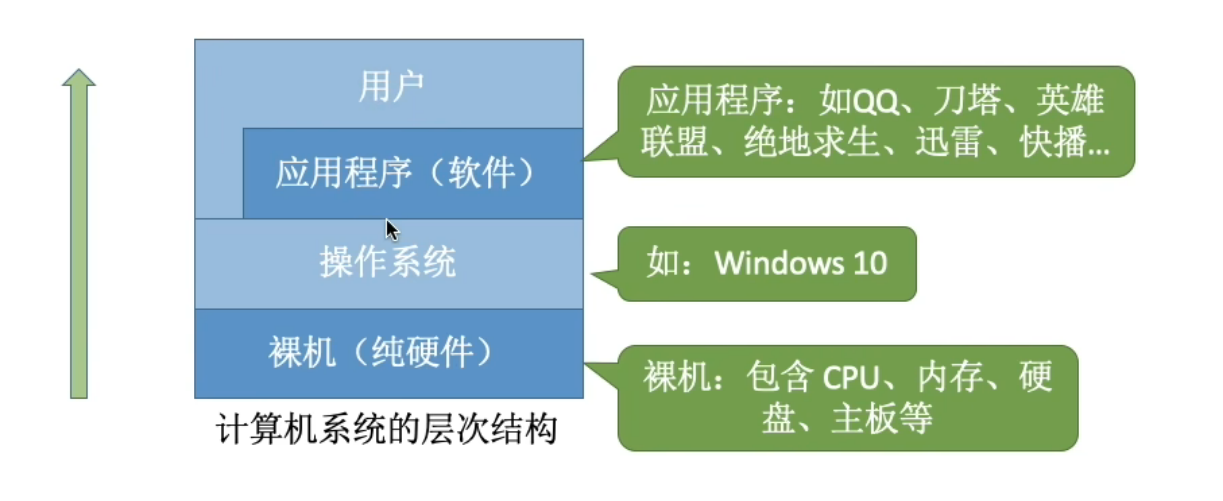 用户
应用程序（软件）
操作系统
裸机（纯硬件）
计算机系统的层次结构
应用程序：如QQ、刀塔、英雄
联盟、绝地求生、迅雷、快播...
如：Windows 10
裸机：包含 CPU、内存、硬
盘、主板等